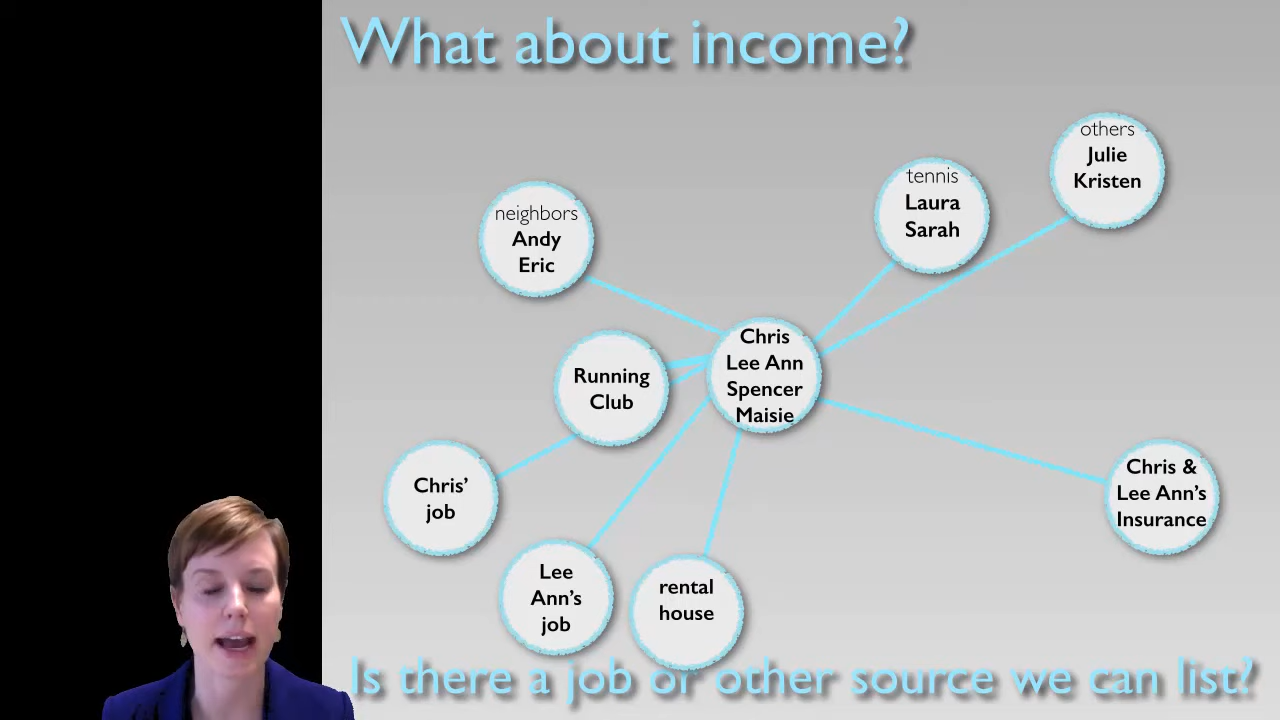 What about income?
others
Julie
Kristen
tennis
Laura
Sarah
neighbors
Andy
Eric
Chris
Lee Ann
Spencer
Maisie
Running
Club
Chris'
job
Chris &
Lee Ann's
Insurance
Lee
Ann's
job
rental
house
Is there a job or other source we can list?